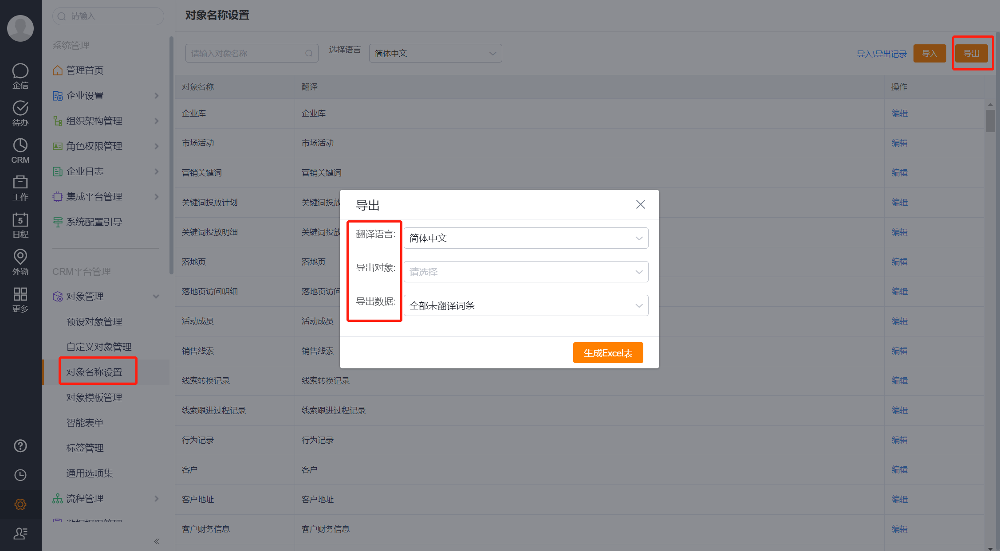 企信
待办
CRM
工作
5
日程
外勤
更多
请输入
系统管理
管理首页
企业设置
组织架构管理
角色权限管理
企业日志
集成平台管理
系统配置引导
CRM平台管理
对象管理
预设对象管理
自定义对象管理
对象名称设置
对象模板管理
智能表单
标签管理
通用选项集
流程管理
对象名称设置
请输入对象名称
选择语言
简体中文
导入\导出记录
导入
导出
对象名称 翻译 操作
企业库 企业库 编辑
市场活动 市场活动 编辑
营销关键词 营销关键词 编辑
关键词投放计划 关键词投放 编辑
关键词投放明细 关键词投放 编辑
落地页 落地页 编辑
落地页访问明细 落地页访问 编辑
活动成员 活动成员 编辑
销售线索 销售线索 编辑
线索转换记录 线索转换记录 编辑
线索跟进过程记录 线索跟进过程记录 编辑
行为记录 行为记录 编辑
客户 客户 编辑
客户地址 客户地址 编辑
客户财务信息 客户财务信息 编辑
导出
翻译语言: 简体中文
导出对象: 请选择
导出数据: 全部未翻译词条
生成Excel表